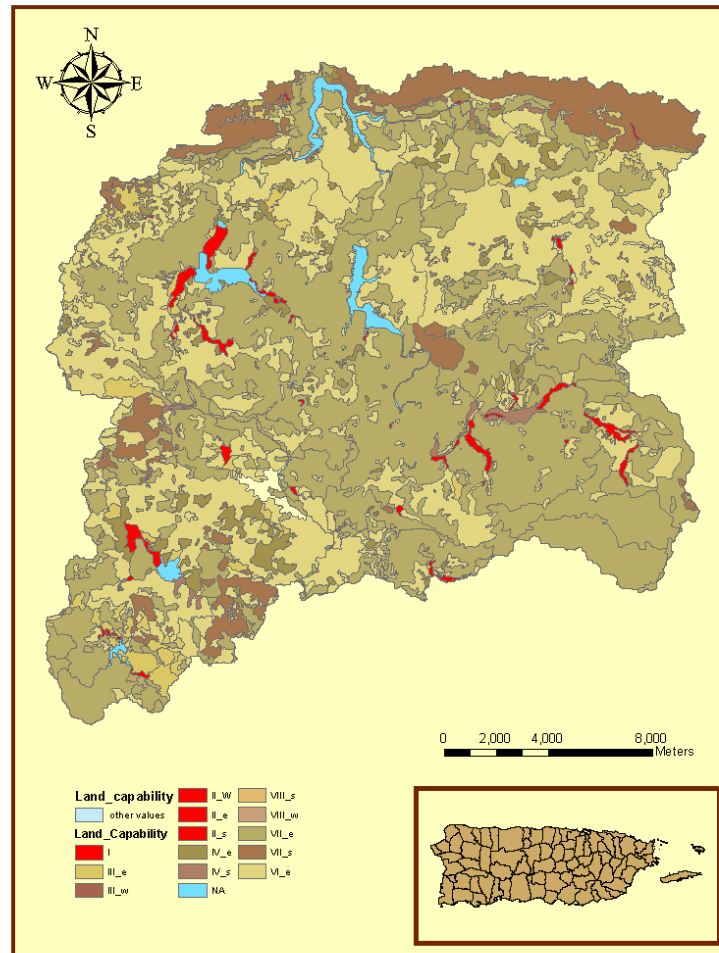 N
W E
S
0 2,000 4,000 8,000
Meters
Land_capability
other values
Land_Capability
I
III_e
III_w
II_W
II_e
II_s
IV_e
IV_s
NA
VIII_s
VIII_w
VII_e
VII_s
VI_e